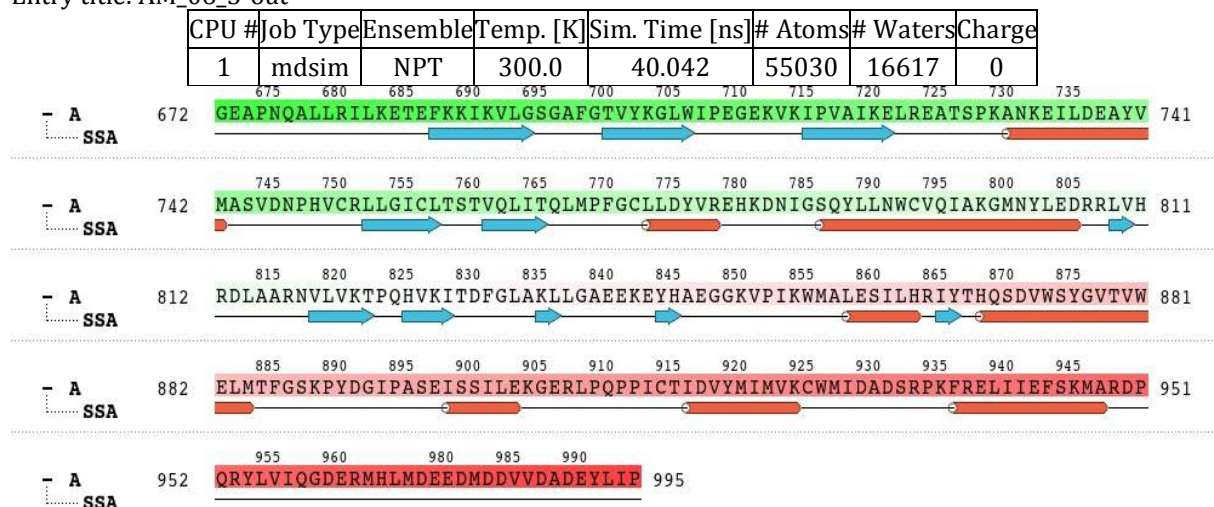 Entry title:
CPU # Job Type Ensemble Temp. [K] Sim. Time [ns] # Atoms # Waters Charge
1 mdsim NPT 300.0 40.042 55030 16617 0
675 680 685 690 695 700 705 710 715 720 725 730 735
- A 672 GEAPNQALLRILKETEFKKIKVLGSGAFGTVYKGLWIPEGEKVKIPVAIKELREATSPKANKEILDEAYV 741
SSA
745 750 755 760 765 770 775 780 785 790 795 800 805
- A 742 MASVDNPHVCRLLGICLTSTVQLITQLMPFGCLLDYVREHKDNIGSQYLLNWCVQIAKGMNYLEDRRLVH 811
SSA
815 820 825 830 835 840 845 850 855 860 865 870 875
- A 812 RDLAARNVLVKTPQHVKITDFGLAKLLGAEEKEYHAEGGKVPIKWMALESILHRIYTHQSDVWSYGVTVW 881
SSA
885 890 895 900 905 910 915 920 925 930 935 940 945
- A 882 ELMTFGSKPYDGIPASEISSILEKGERLPQPPICTIDVYMIMVKCWMIDADSRPKFRELIIEFSKMARDP 951
SSA
955 960 980 985 990
- A 952 QRYLVIQGDERMHLMDEEDMDDVVDADEYLIP 995
SSA